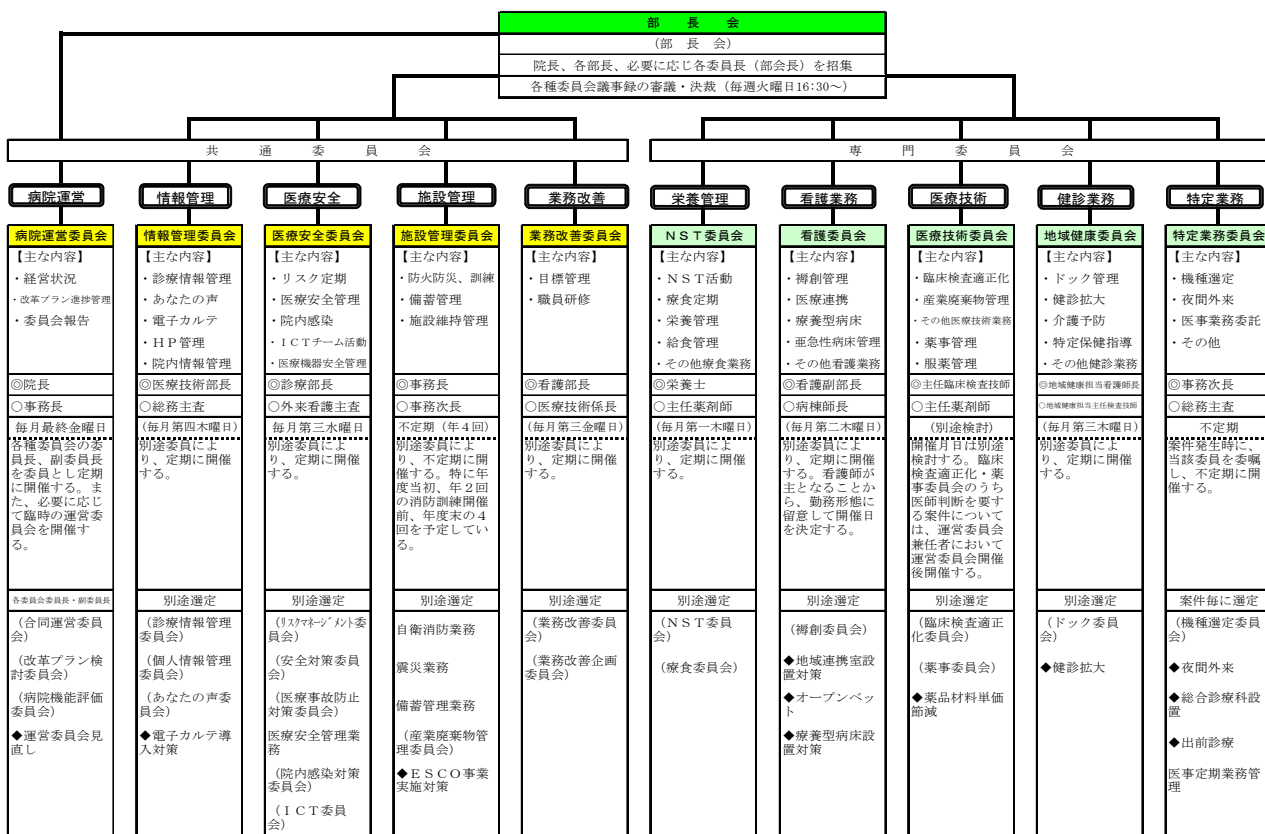 部　長　会
（部　長　会）
院長、各部長、必要に応じ各委員長（部会長）を招集
各種委員会議事録の審議・決裁（毎週火曜日16:30～）
共　通　委　員　会
専　門　委　員　会
病院運営
病院運営委員会
【主な内容】
・経営状況
・改革プラン進捗管理
・委員会報告
◎院長
○事務長
毎月最終金曜日
各種委員会の委
員長、副委員長
を委員とし定期
に開催する。ま
た、必要に応じ
て臨時の運営委
員会を開催す
る。
各委員会委員長・副委員長
（合同運営委員
会）
（改革プラン検
討委員会）
（病院機能評価
委員会）
◆運営委員会見
直し
情報管理
情報管理委員会
【主な内容】
・診療情報管理
・あなたの声
・電子カルテ
・ＨＰ管理
・院内情報管理
◎医療技術部長
○総務主査
（毎月第四木曜日）
別途委員によ
り、定期に開催
する。
別途選定
（診療情報管理
委員会）
（個人情報管理
委員会）
（あなたの声委
員会）
◆電子カルテ導
入対策
医療安全
医療安全委員会
【主な内容】
・リスク定期
・医療安全管理
・院内感染
・ＩＣＴチーム活動
・医療機器安全管理
◎診療部長
○外来看護主査
毎月第三水曜日
別途委員によ
り、定期に開催
する。
別途選定
（ﾘｽｸﾏﾈｰｼﾞﾒﾝﾄ委
員会）
（安全対策委員
会）
（医療事故防止
対策委員会）
医療安全管理業
務
（院内感染対策
委員会）
（ＩＣＴ委員
会）
施設管理
施設管理委員会
【主な内容】
・防火防災、訓練
・備蓄管理
・施設維持管理
◎事務長
○事務次長
不定期（年４回）
別途委員によ
り、不定期に開
催する。特に年
度当初、年２回
の消防訓練開催
前、年度末の４
回を予定してい
る。
別途選定
自衛消防業務
震災業務
備蓄管理業務
（産業廃棄物管
理委員会）
◆ＥＳＣＯ事業
実施対策
業務改善
業務改善委員会
【主な内容】
・目標管理
・職員研修
◎看護部長
○医療技術係長
（毎月第三金曜日）
別途委員によ
り、定期に開催
する。
別途選定
（業務改善委員
会）
（業務改善企画
委員会）
栄養管理
ＮＳＴ委員会
【主な内容】
・ＮＳＴ活動
・療食定期
・栄養管理
・給食管理
・その他療食業務
◎栄養士
○主任薬剤師
（毎月第一木曜日）
別途委員によ
り、定期に開催
する。
別途選定
（ＮＳＴ委員
会）
（療食委員会）
看護業務
看護委員会
【主な内容】
・褥創管理
・医療連携
・療養型病床
・亜急性病床管理
・その他看護業務
◎看護副部長
○病棟師長
（毎月第二木曜日）
別途委員によ
り、定期に開催
する。看護師が
主となることか
ら、勤務形態に
留意して開催日
を決定する。
別途選定
（褥創委員会）
◆地域連携室設
置対策
◆オープンベッ
ト
◆療養型病床設
置対策
医療技術
医療技術委員会
【主な内容】
・臨床検査適正化
・産業廃棄物管理
・その他医療技術業務
・薬事管理
・服薬管理
◎主任臨床検査技師
○主任薬剤師
（別途検討）
開催月日は別途
検討する。臨床
検査適正化・薬
事委員会のうち
医師判断を要す
る案件について
は、運営委員会
兼任者において
運営委員会開催
後開催する。
別途選定
（臨床検査適正
化委員会）
（薬事委員会）
◆薬品材料単価
節減
健診業務
地域健康委員会
【主な内容】
・ドック管理
・健診拡大
・介護予防
・特定保健指導
・その他健診業務
◎地域健康担当看護師長
○地域健康担当主任検査技師
（毎月第三木曜日）
別途委員によ
り、定期に開催
する。
別途選定
（ドック委員
会）
◆健診拡大
特定業務
特定業務委員会
【主な内容】
・機種選定
・夜間外来
・医事業務委託
・その他
◎事務次長
○総務主査
不定期
案件発生時に、
当該委員を委嘱
し、不定期に開
催する。
案件毎に選定
（機種選定委員
会）
◆夜間外来
◆総合診療科設
置
◆出前診療
医事定期業務管
理